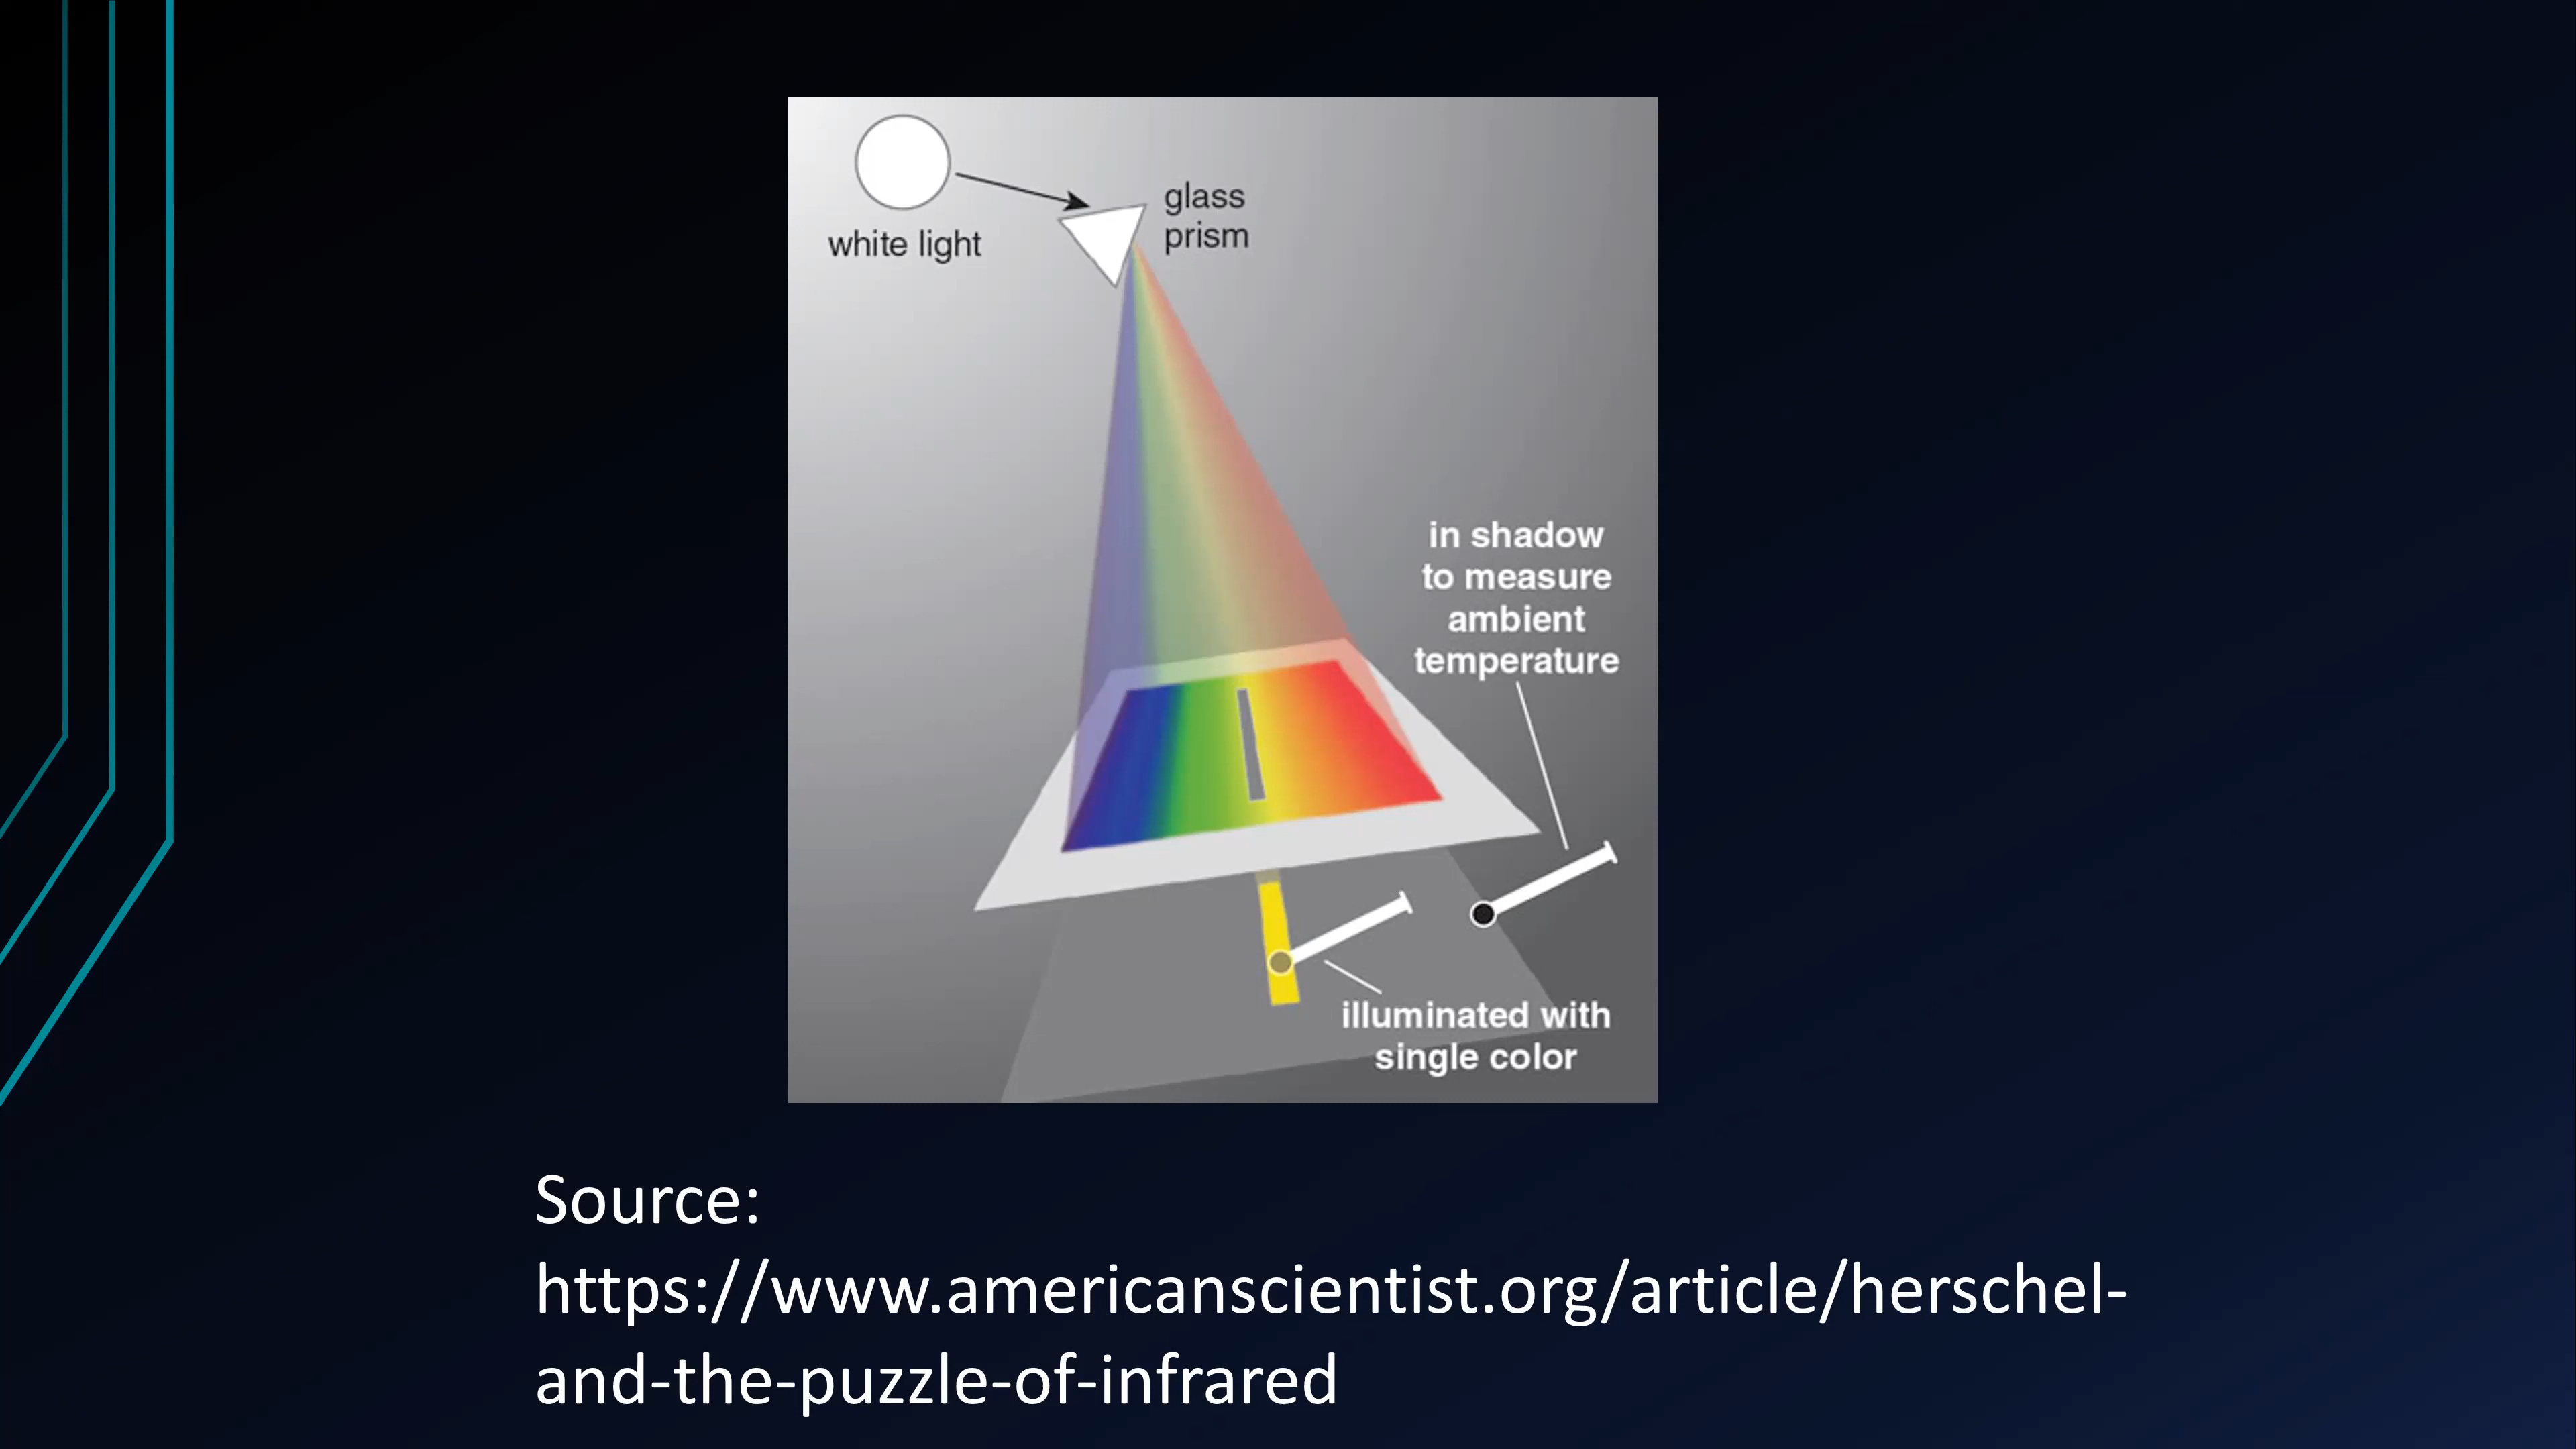 white light
glass
prism
in shadow
to measure
ambient
temperature
illuminated with
single color
Source:
https://www.americanscientist.org/article/herschel-
and-the-puzzle-of-infrared